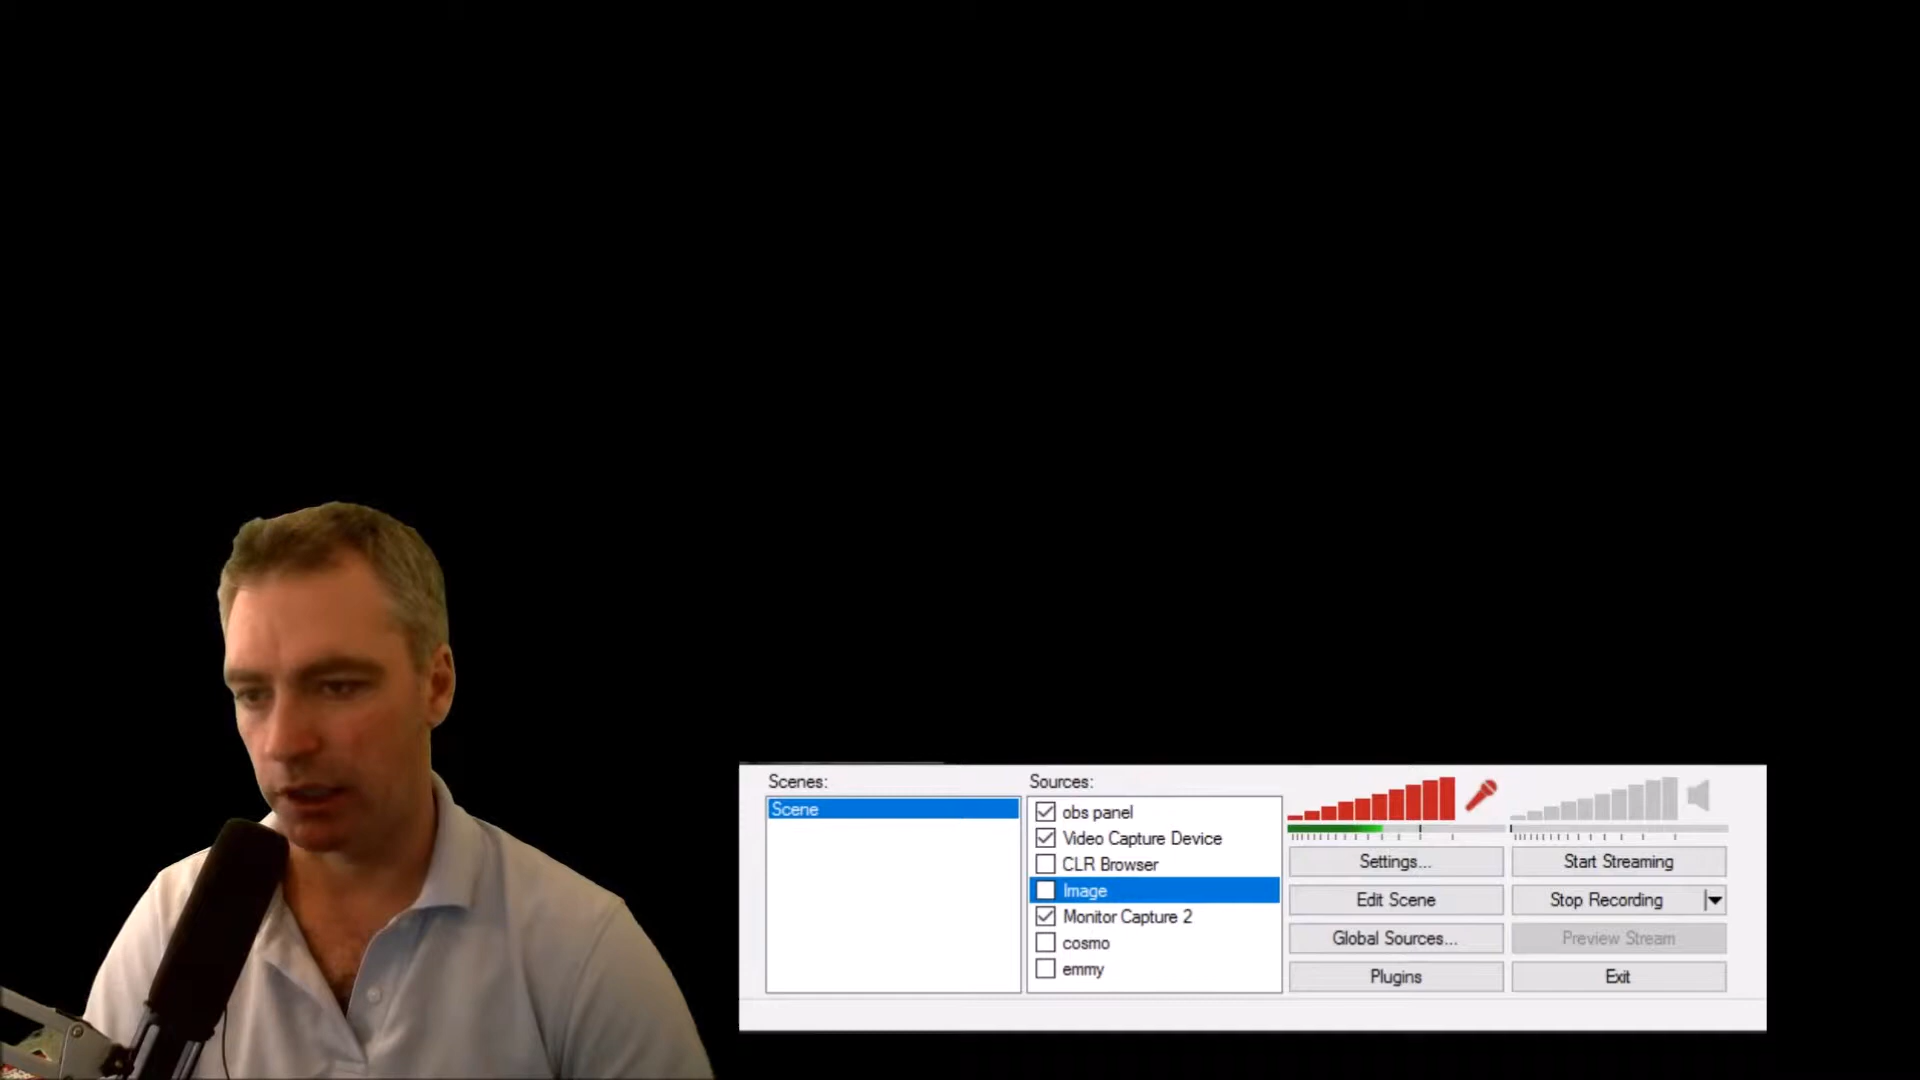 Scenes:
Scene
Sources:
obs panel
Video Capture Device
CLR Browser
Image
Monitor Capture 2
cosmo
emmy
Settings...
Start Streaming
Edit Scene
Stop Recording
Global Sources...
Preview Stream
Plugins
Exit